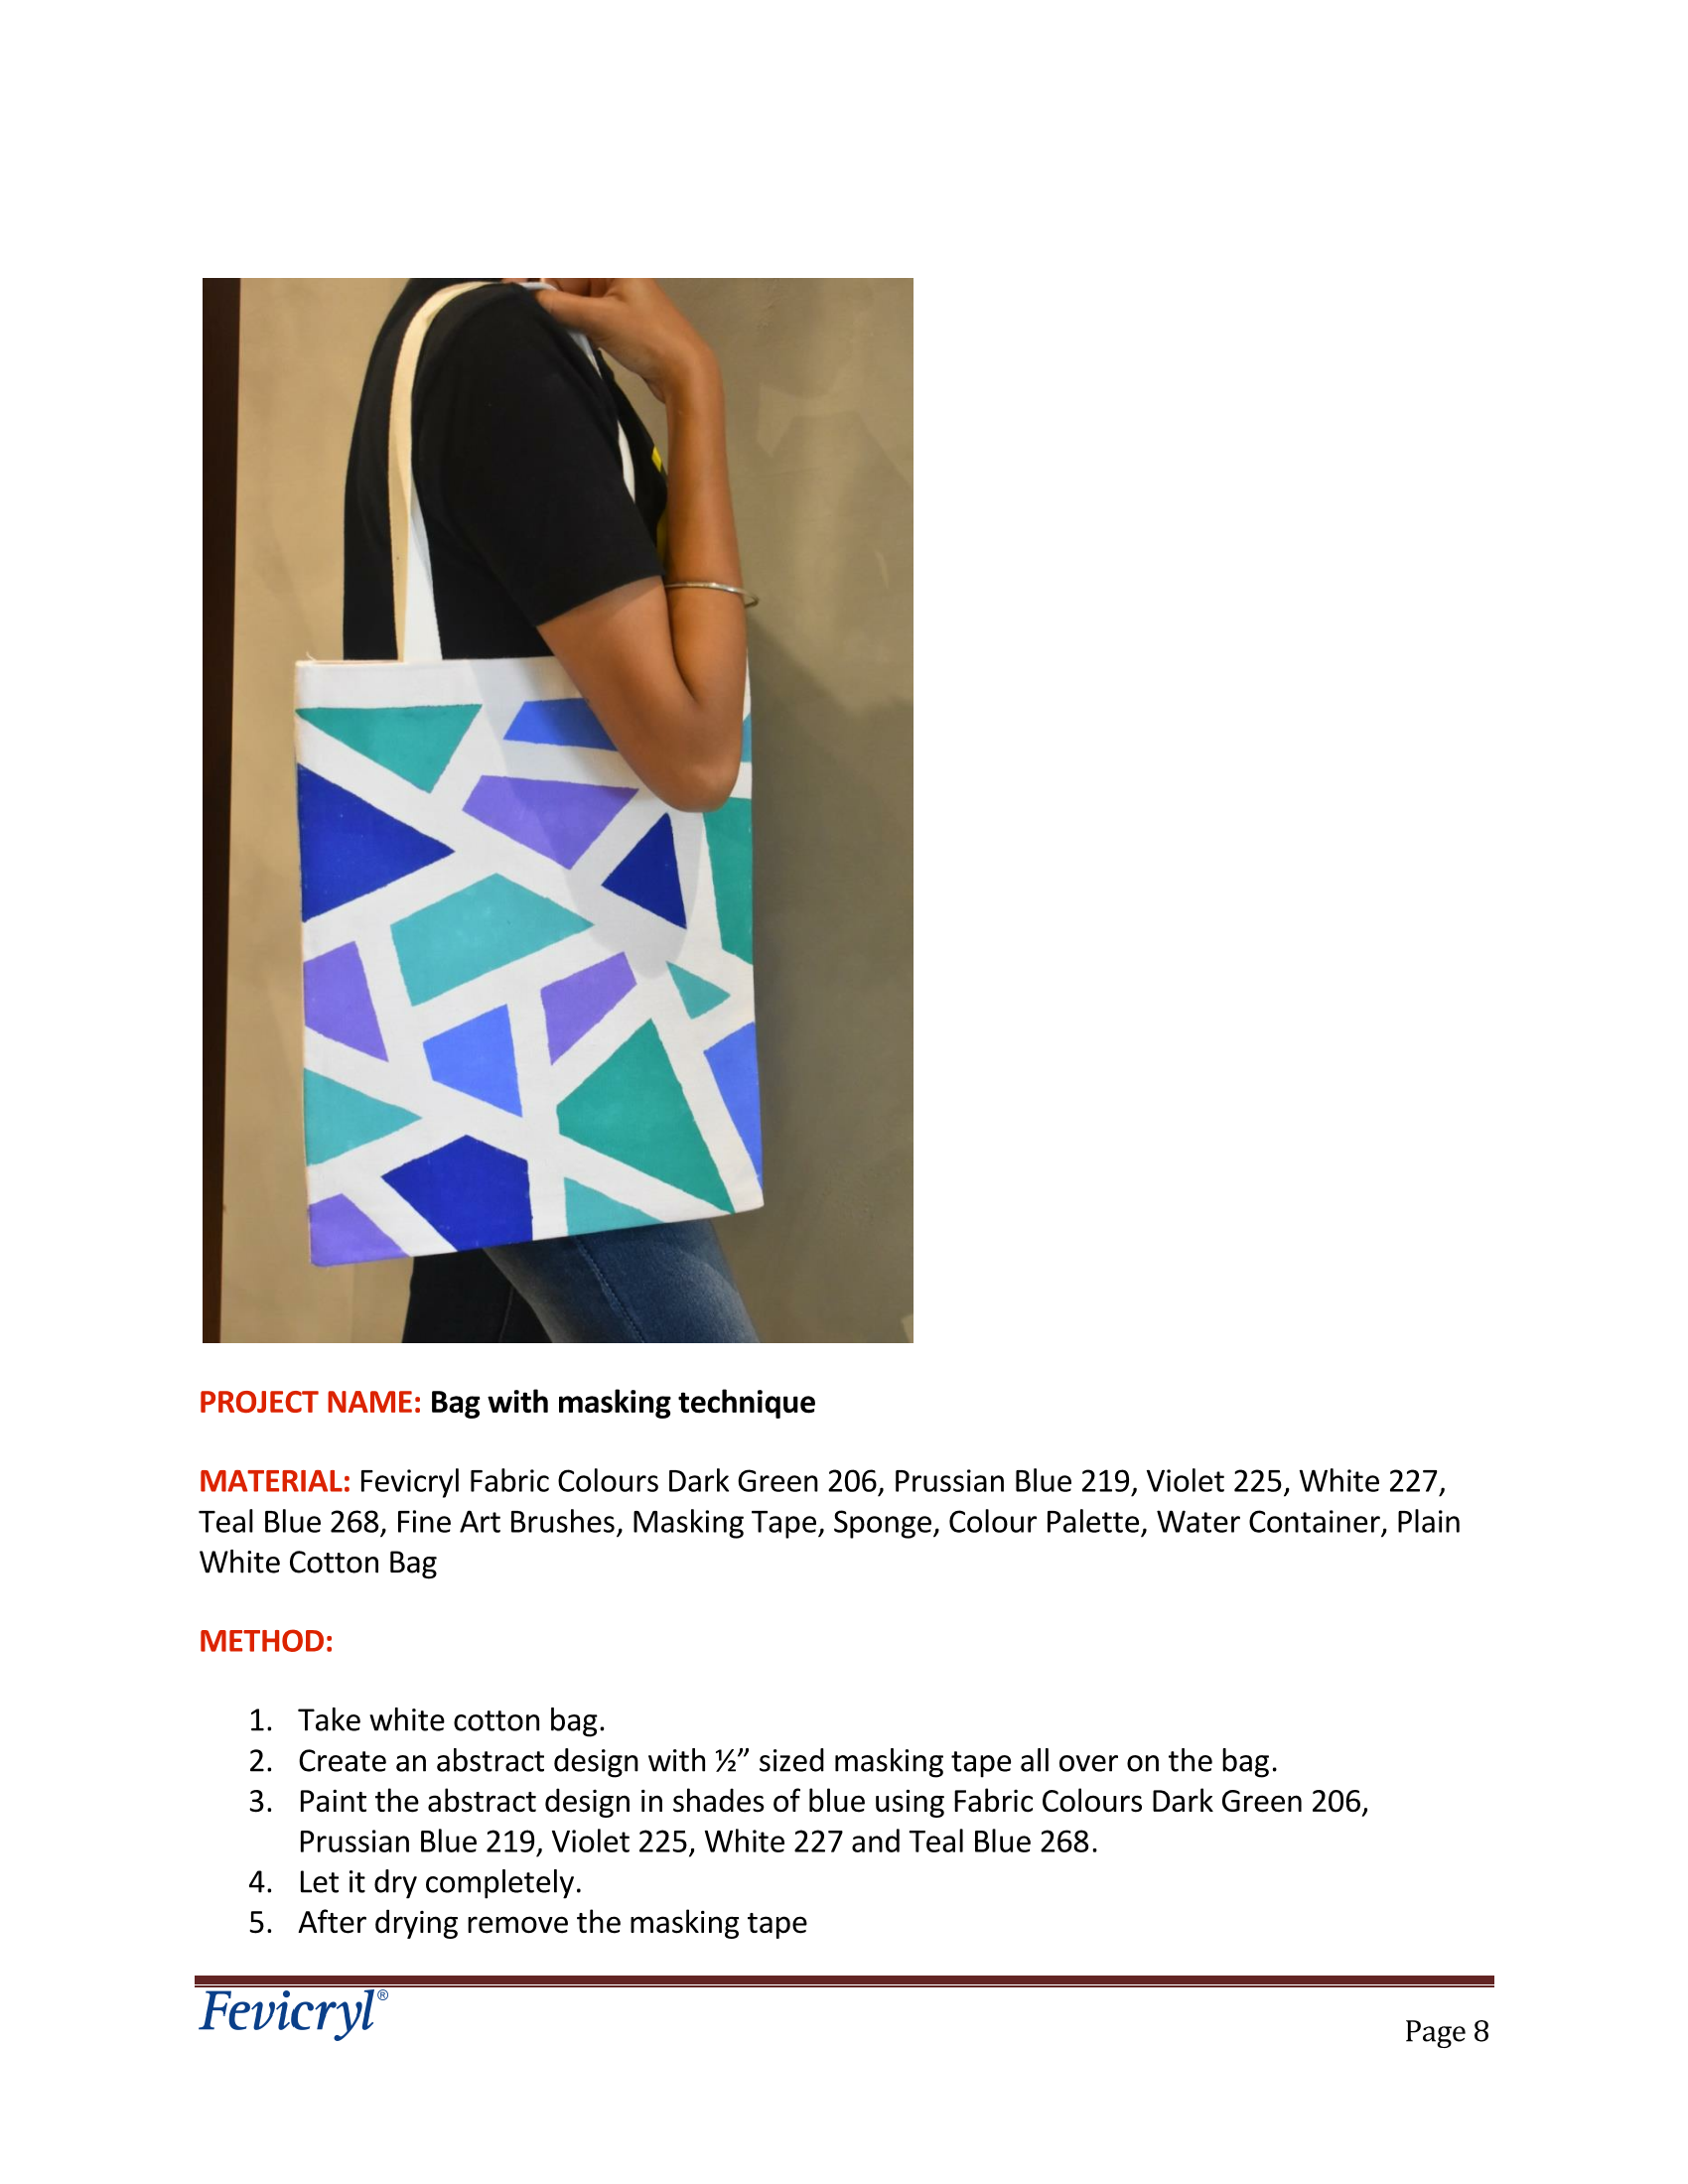 PROJECT NAME: Bag with masking technique
MATERIAL: Fevicryl Fabric Colours Dark Green 206, Prussian Blue 219, Violet 225, White 227,
Teal Blue 268, Fine Art Brushes, Masking Tape, Sponge, Colour Palette, Water Container, Plain
White Cotton Bag
METHOD:
1. Take white cotton bag.
2. Create an abstract design with ½” sized masking tape all over on the bag.
3. Paint the abstract design in shades of blue using Fabric Colours Dark Green 206,
Prussian Blue 219, Violet 225, White 227 and Teal Blue 268.
4. Let it dry completely.
5. After drying remove the masking tape
Fevicryl®
Page 8